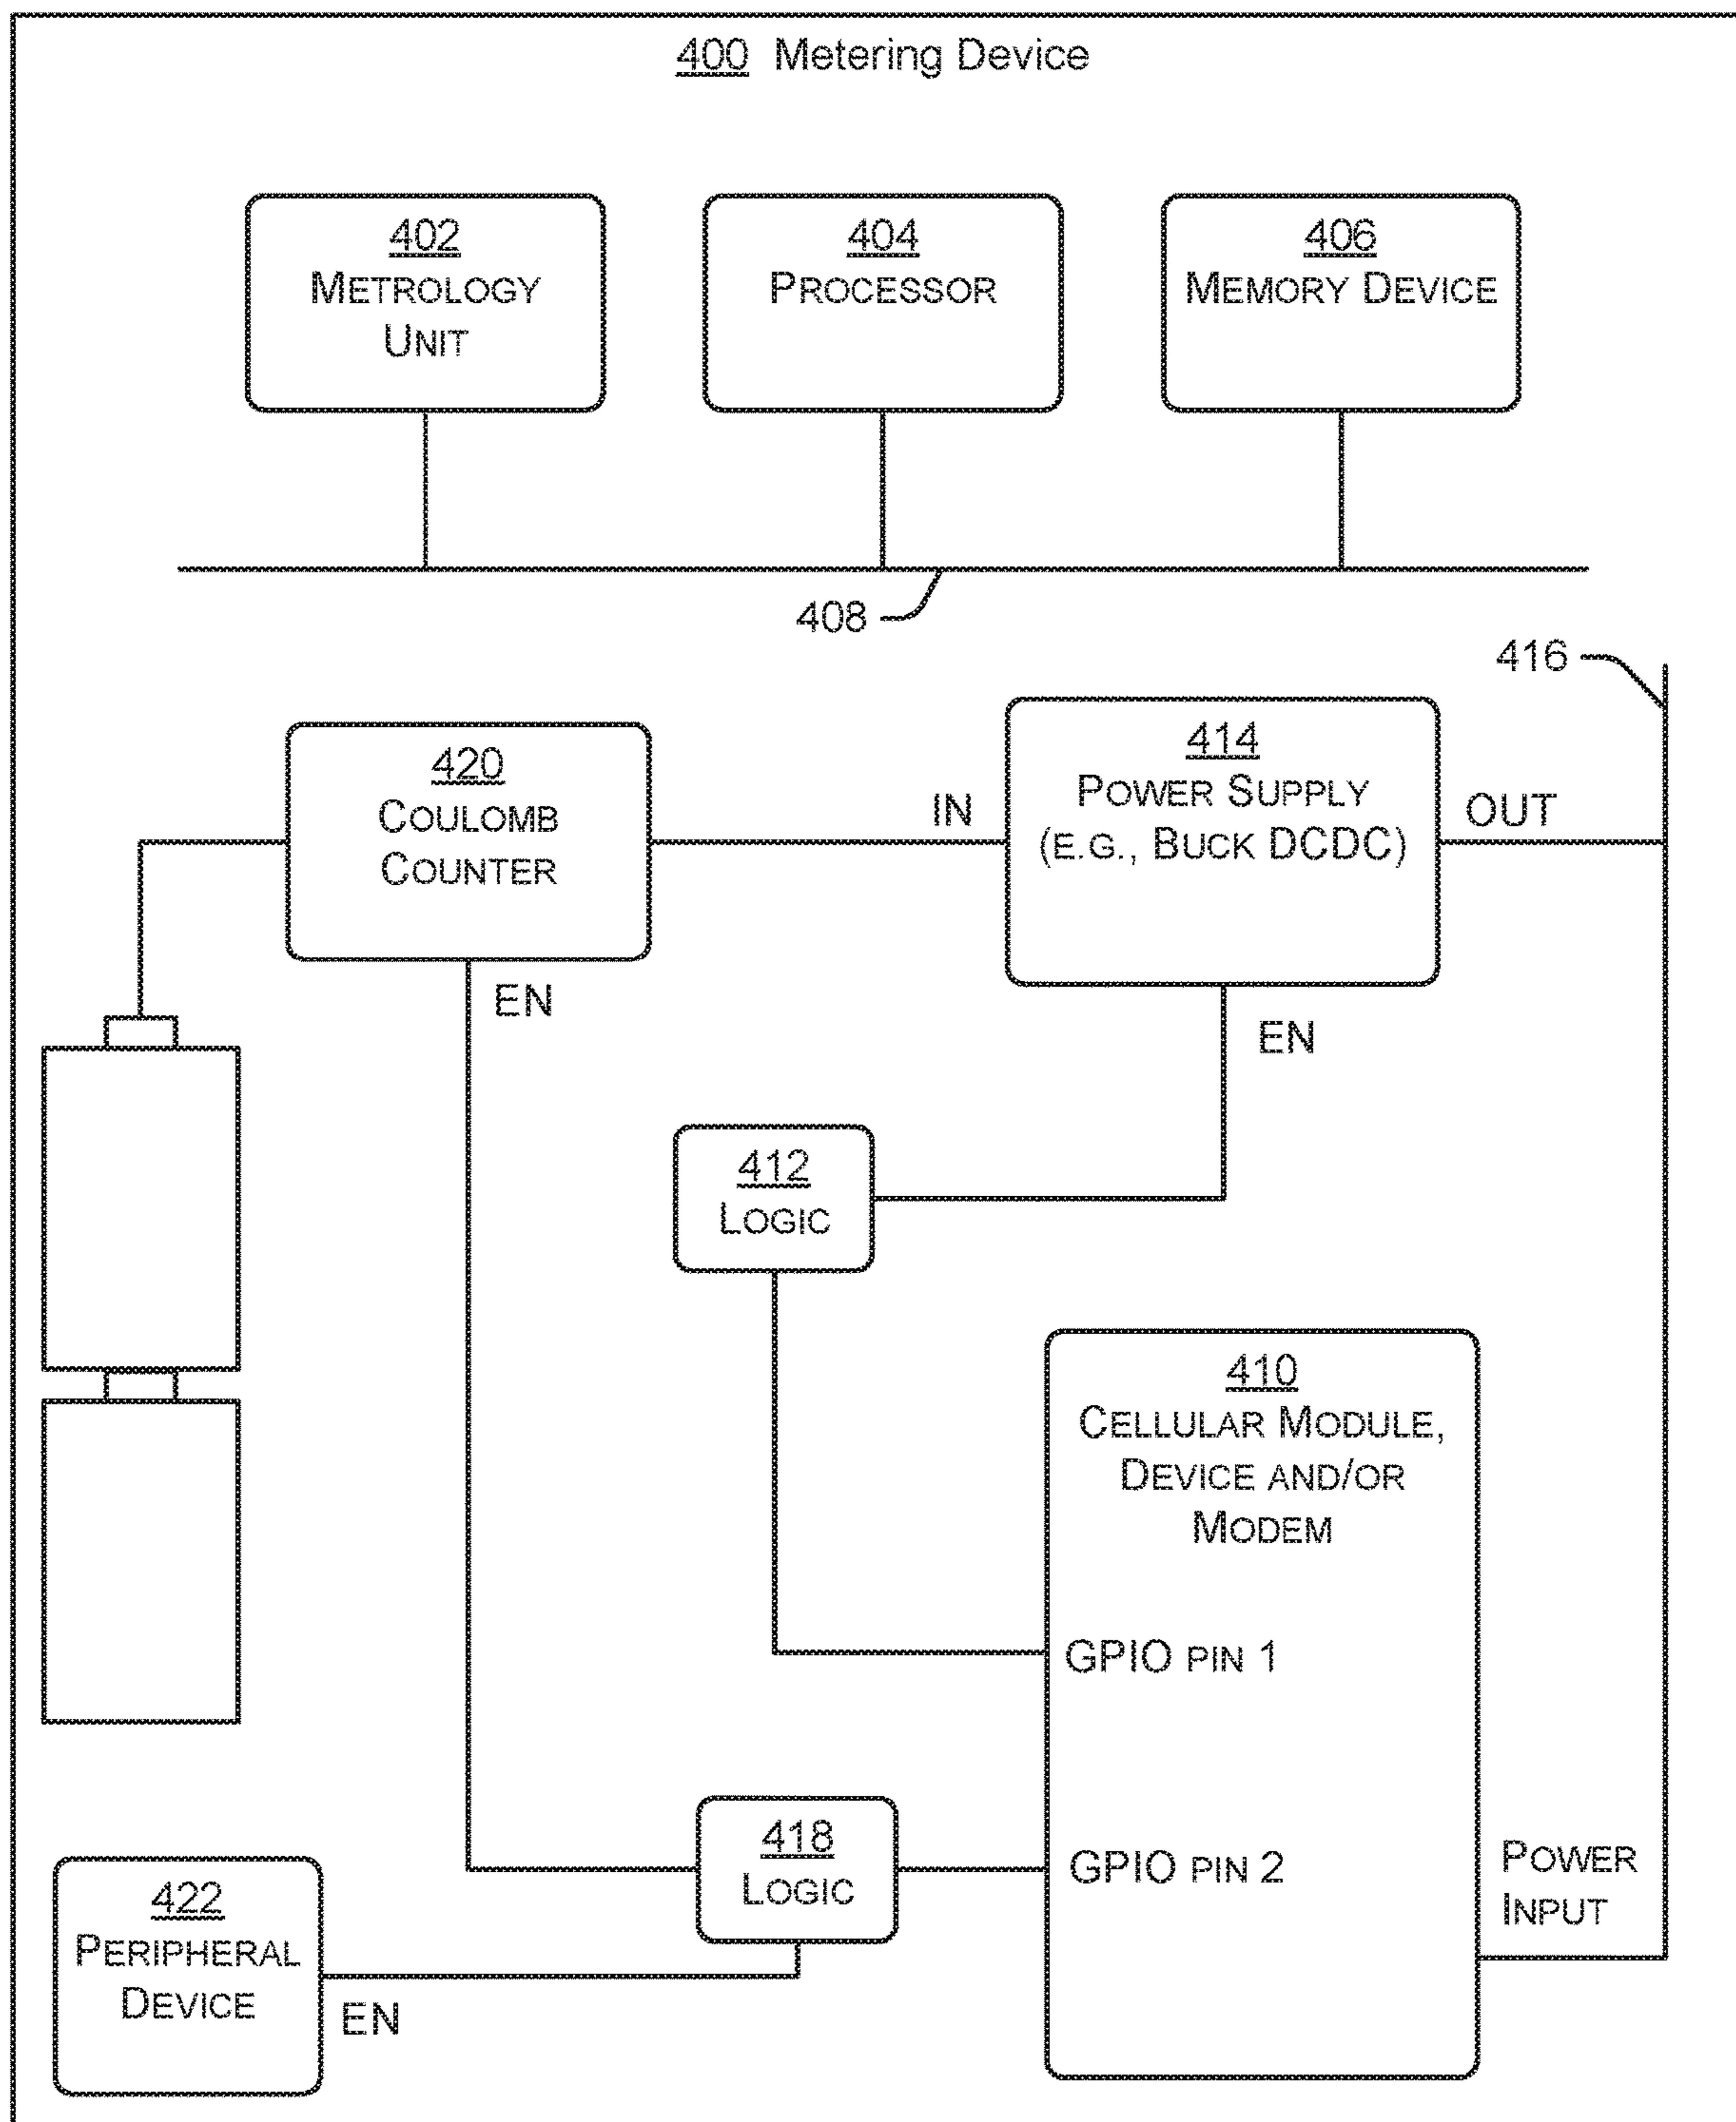 400 Metering Device
402
METROLOGY
UNIT
404
PROCESSOR
406
MEMORY DEVICE
408
416
420
COULOMB
COUNTER
IN
414
POWER SUPPLY
(E.G., BUCK DCDC)
OUT
EN
EN
412
LOGIC
410
CELLULAR MODULE,
DEVICE AND/OR
MODEM
GPIO PIN 1
418
LOGIC
GPIO PIN 2
POWER
INPUT
422
PERIPHERAL
DEVICE
EN